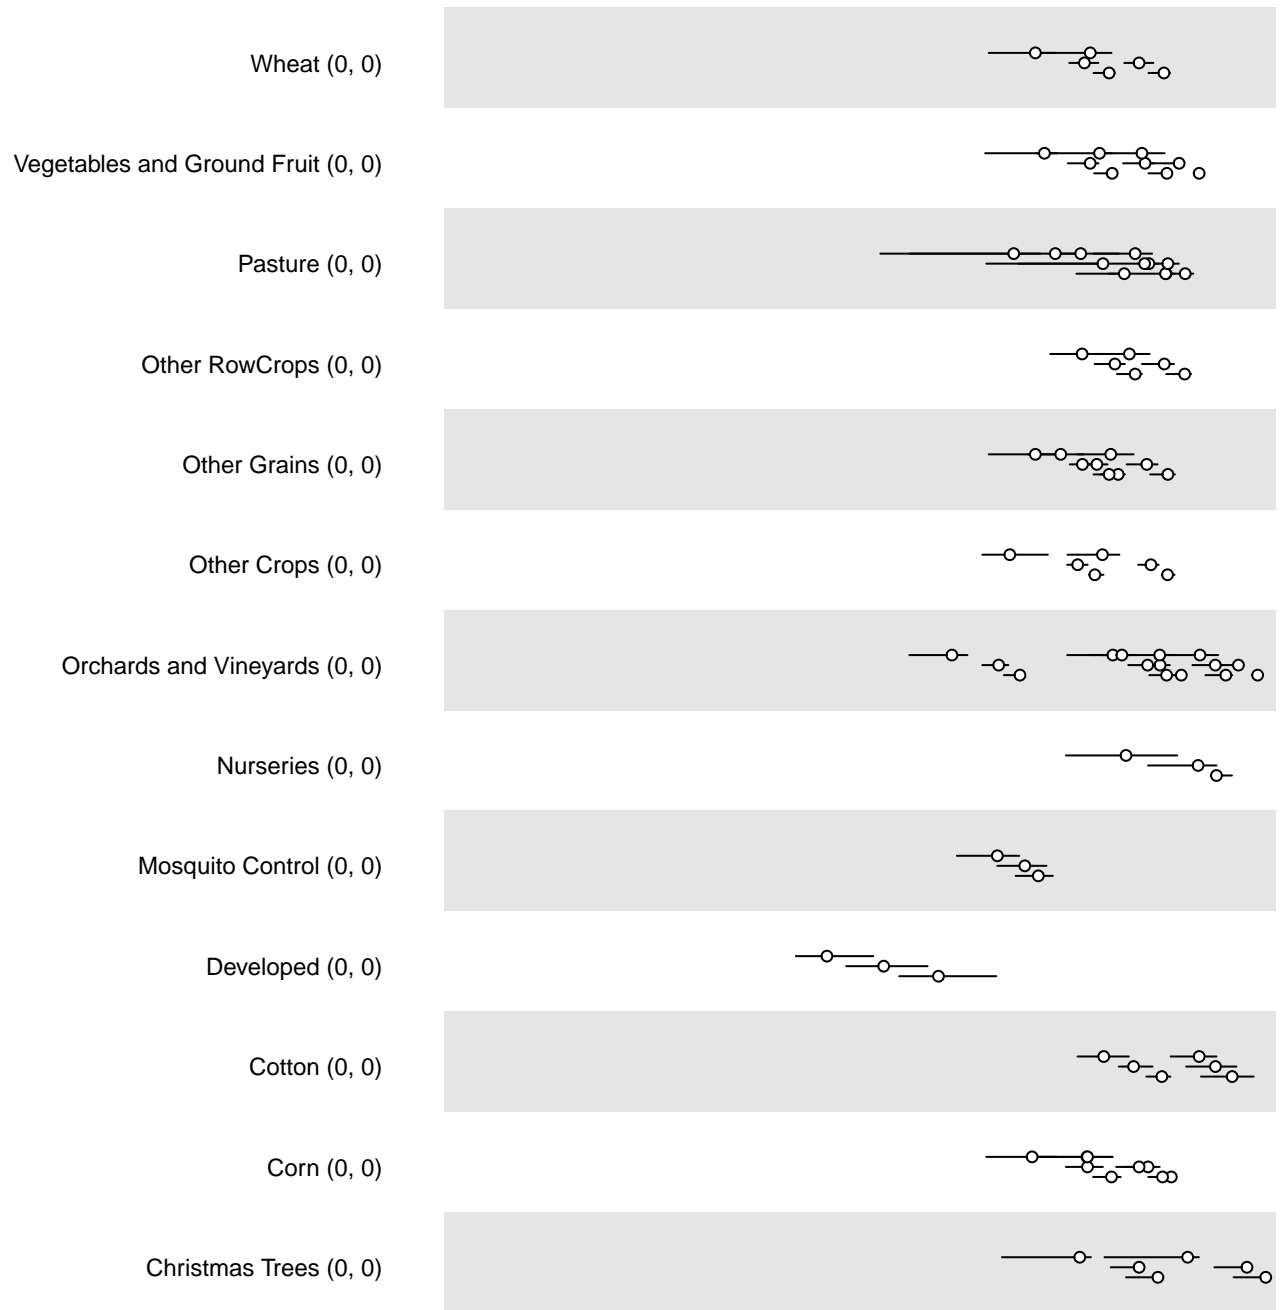 Wheat (0, 0)
Vegetables and Ground Fruit (0, 0)
Pasture (0, 0)
Other RowCrops (0, 0)
Other Grains (0, 0)
Other Crops (0, 0)
Orchards and Vineyards (0, 0)
Nurseries (0, 0)
Mosquito Control (0, 0)
Developed (0, 0)
Cotton (0, 0)
Corn (0, 0)
Christmas Trees (0, 0)